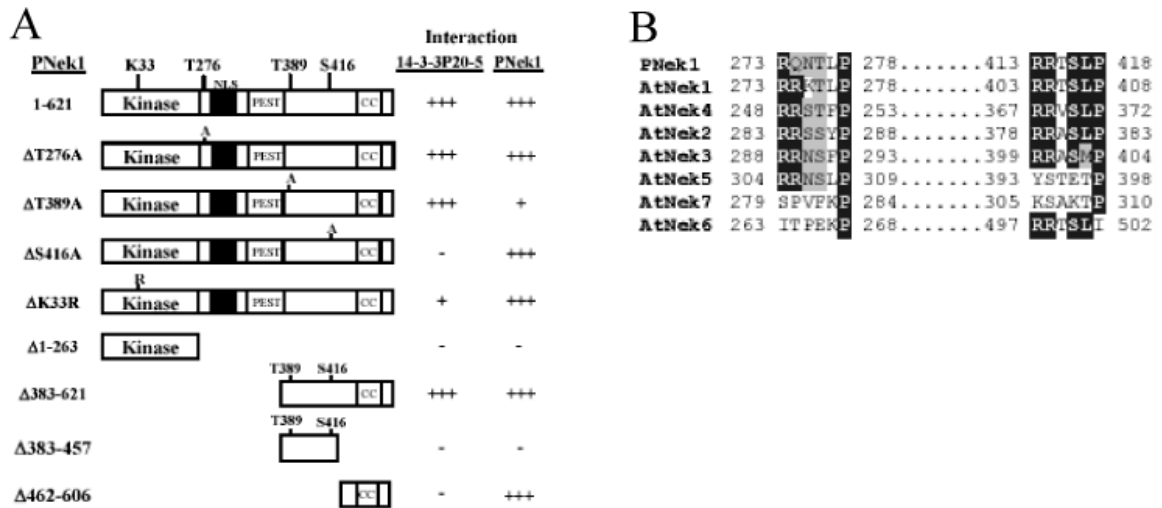 A
Interaction
PNek1 K33 T276 T389 S416 14-3-3P20-5 PNek1
NLS
1-621 Kinase PEST CC +++ +++
A
ΔT276A Kinase PEST CC +++ +++
A
ΔT389A Kinase PEST CC +++ +
A
ΔS416A Kinase PEST CC - +++
R
ΔK33R Kinase PEST CC + +++
Δ1-263 Kinase - -
T389 S416
Δ383-621 CC +++ +++
T389 S416
Δ383-457 - -
Δ462-606 CC - +++
B
PNek1 273 RQNTLP 278........413 RRTSLP 418
AtNek1 273 RRKTLP 278........403 RRTSLP 408
AtNek4 248 RRSTFP 253........367 RRVSLP 372
AtNek2 283 RRSSYP 288........378 RRASLP 383
AtNek3 288 RRNSFP 293........399 RRASMP 404
AtNek5 304 RRNSLP 309........393 YSTETP 398
AtNek7 279 SPVFKP 284........305 KSAKTP 310
AtNek6 263 ITPEKP 268........497 RRTSLI 502